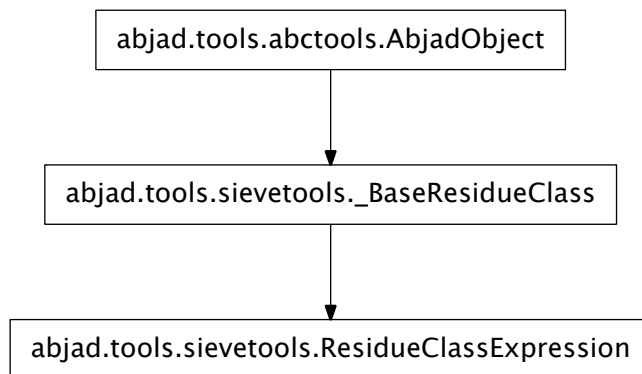 abjad.tools.abctools.AbjadObject
abjad.tools.sievetools._BaseResidueClass
abjad.tools.sievetools.ResidueClassExpression